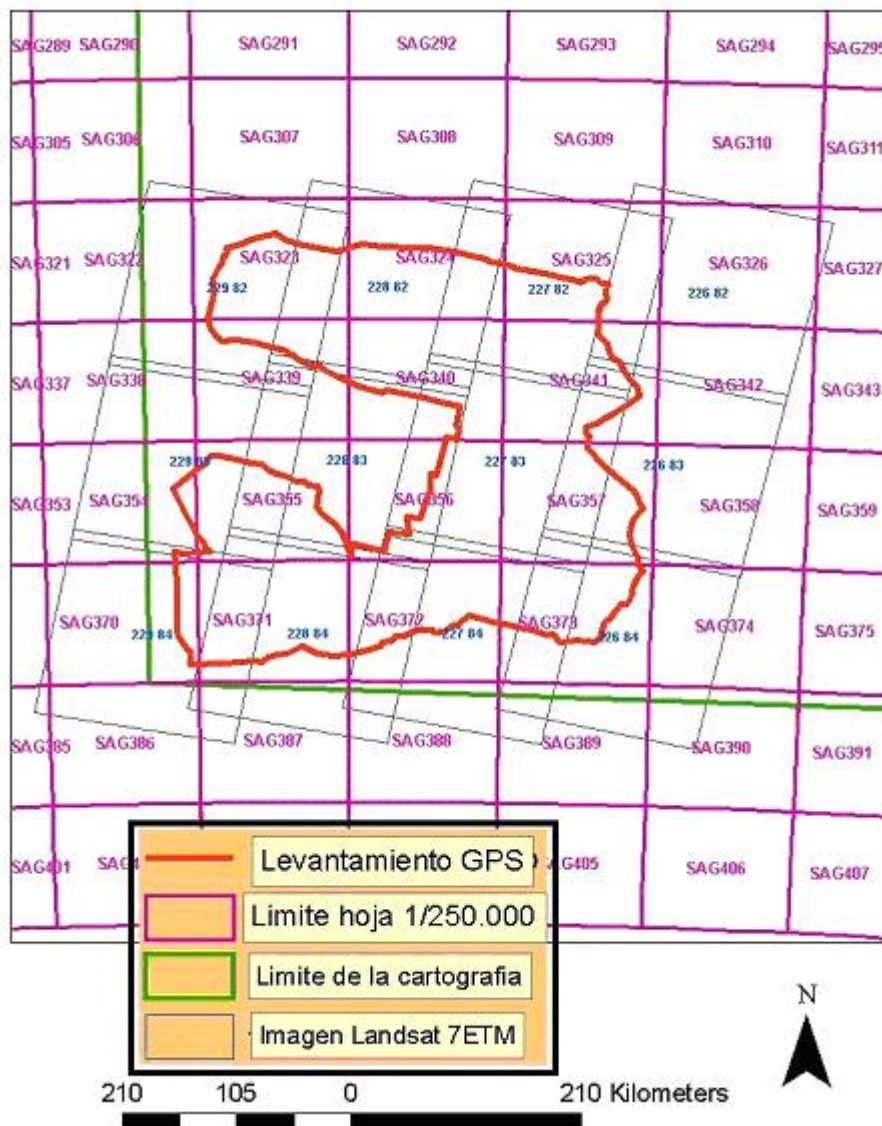 SAG289 SAG290 SAG291 SAG292 SAG293 SAG294 SAG295
SAG305 SAG306 SAG307 SAG308 SAG309 SAG310 SAG311
SAG321 SAG322 SAG323 SAG324 SAG325 SAG326 SAG327
229 82 228 82 227 82 226 82
SAG337 SAG338 SAG339 SAG340 SAG341 SAG342 SAG343
229 83 228 83 227 83 226 83
SAG353 SAG354 SAG355 SAG356 SAG357 SAG358 SAG359
SAG370 SAG371 SAG372 SAG373 SAG374 SAG375
229 84 228 84 227 84 226 84
SAG385 SAG386 SAG387 SAG388 SAG389 SAG390 SAG391
SAG401 SAG406 SAG407
Levantamiento GPS
Limite hoja 1/250.000
Limite de la cartografia
Imagen Landsat 7ETM
N
210 105 0 210 Kilometers